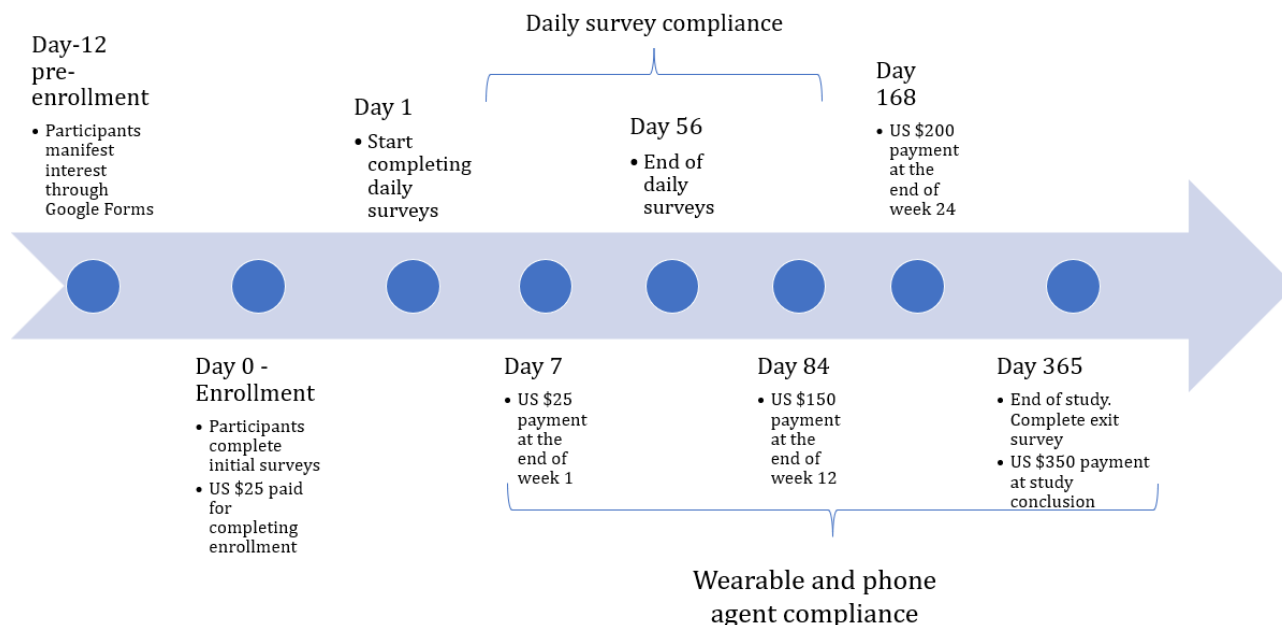 Daily survey compliance
Day-12
pre-
enrollment
• Participants
manifest
interest
through
Google Forms
Day 1
• Start
completing
daily
surveys
Day 56
• End of
daily
surveys
Day
168
• US $200
payment
at the
end of
week 24
Day 0 -
Enrollment
• Participants
complete
initial surveys
• US $25 paid
for
completing
enrollment
Day 7
• US $25
payment
at the
end of
week 1
Day 84
• US $150
payment
at the
end of
week 12
Day 365
• End of study.
Complete exit
survey
• US $350 payment
at study
conclusion
Wearable and phone
agent compliance